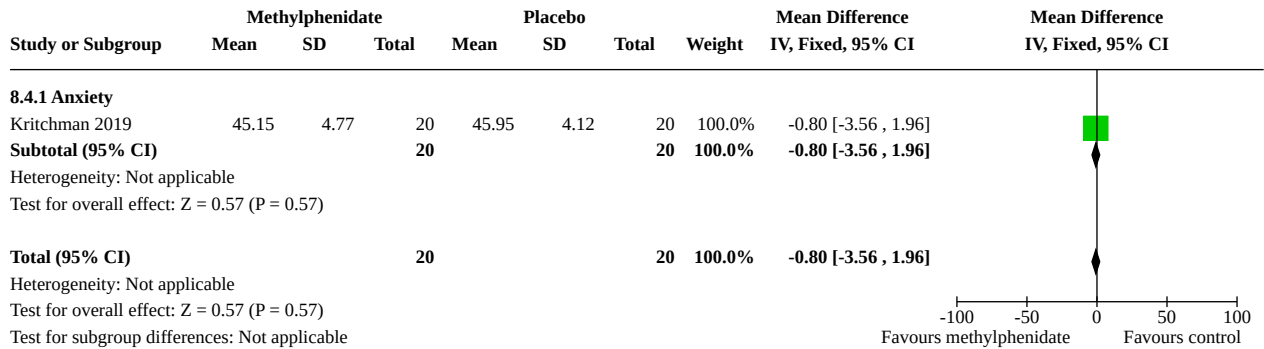 Methylphenidate Placebo Mean Difference Mean Difference
Study or Subgroup Mean SD Total Mean SD Total Weight IV, Fixed, 95% CI IV, Fixed, 95% CI
8.4.1 Anxiety
Kritchman 2019 45.15 4.77 20 45.95 4.12 20 100.0% -0.80 [-3.56 , 1.96]
Subtotal (95% CI) 20 20 100.0% -0.80 [-3.56 , 1.96]
Heterogeneity: Not applicable
Test for overall effect: Z = 0.57 (P = 0.57)
Total (95% CI) 20 20 100.0% -0.80 [-3.56 , 1.96]
Heterogeneity: Not applicable
Test for overall effect: Z = 0.57 (P = 0.57)
-100 -50 0 50 100
Test for subgroup differences: Not applicable Favours methylphenidate Favours control